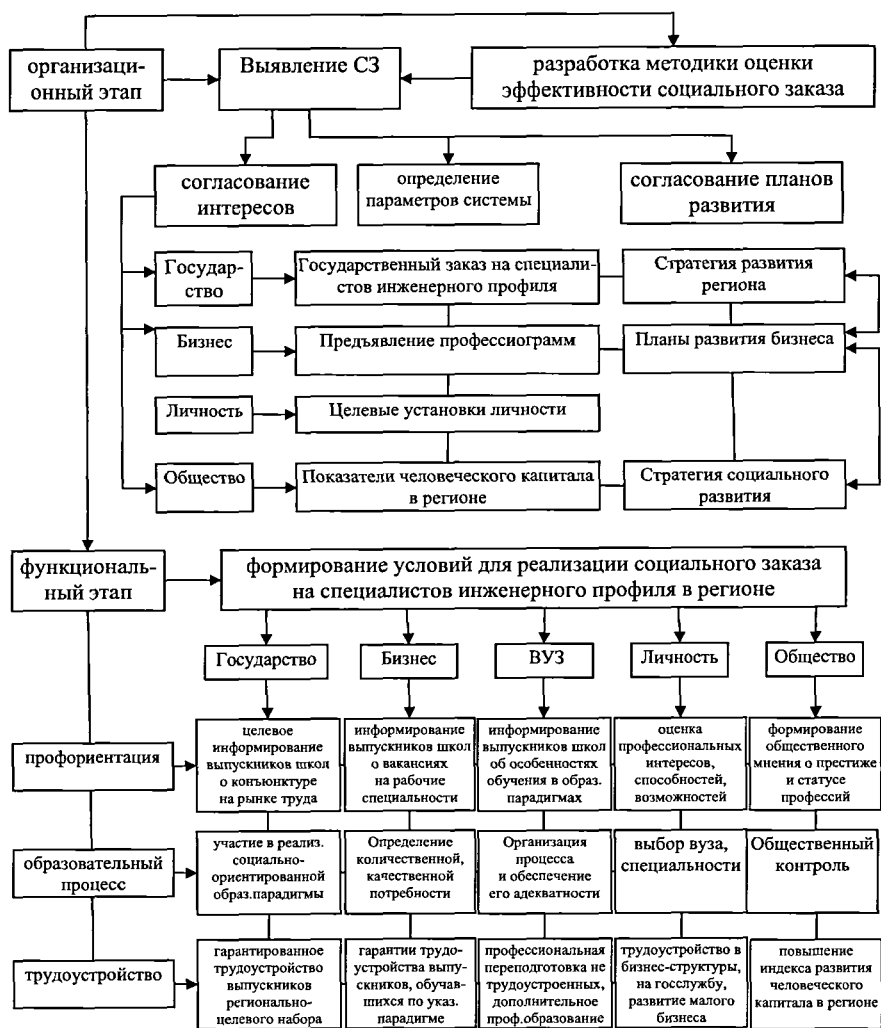 организаци-
онный этап
Выявление СЗ
разработка методики оценки
эффективности социального заказа
согласование
интересов
определение
параметров системы
согласование планов
развития
Государ-
ство
Государственный заказ на специали-
стов инженерного профиля
Стратегия развития
региона
Бизнес
Предъявление профессиограмм
Планы развития бизнеса
Личность
Целевые установки личности
Общество
Показатели человеческого капитала
в регионе
Стратегия социального
развития
функциональ-
ный этап
формирование условий для реализации социального заказа
на специалистов инженерного профиля в регионе
Государство
Бизнес
ВУЗ
Личность
Общество
профориентация
целевое
информирование
выпускников школ
о конъюнктуре
на рынке труда
информирование
выпускников школ
о вакансиях
на рабочие
специальности
информирование
выпускников школ
об особенностях
обучения в образ.
парадигмах
оценка
профессиональных
интересов,
способностей,
возможностей
формирование
общественного
мнения о престиже
и статусе
профессий
образовательный
процесс
участие в реализ.
социально-
ориентированной
образ.парадигмы
Определение
количественной,
качественной
потребности
Организация
процесса
и обеспечение
его адекватности
выбор вуза,
специальности
Общественный
контроль
трудоустройство
гарантированное
трудоустройство
выпускников
регионально-
целевого набора
гарантии трудо-
устройства выпу-
скников, обучав-
шихся по указ.
парадигме
профессиональная
переподготовка не
трудоустроенных,
дополнительное
проф.образование
трудоустройство в
бизнес-структуры,
на госслужбу,
развитие малого
бизнеса
повышение
индекса развития
человеческого
капитала в регионе